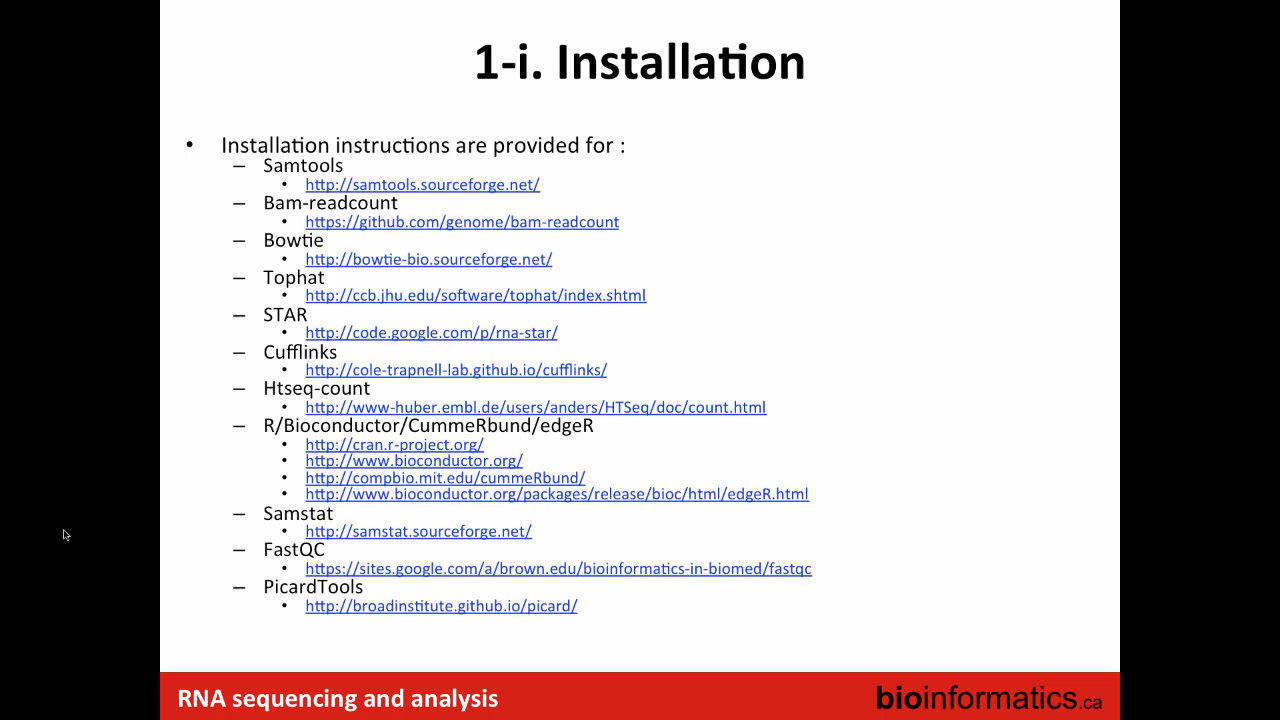 1-i. Installation
• Installation instructions are provided for :
– Samtools
• http://samtools.sourceforge.net/
– Bam-readcount
• https://github.com/genome/bam-readcount
– Bowtie
• http://bowtie-bio.sourceforge.net/
– Tophat
• http://ccb.jhu.edu/software/tophat/index.shtml
– STAR
• http://code.google.com/p/rna-star/
– Cufflinks
• http://cole-trapnell-lab.github.io/cufflinks/
– Htseq-count
• http://www-huber.embl.de/users/anders/HTSeq/doc/count.html
– R/Bioconductor/CummeRbund/edgeR
• http://cran.r-project.org/
• http://www.bioconductor.org/
• http://compbio.mit.edu/cummeRbund/
• http://www.bioconductor.org/packages/release/bioc/html/edgeR.html
– Samstat
• http://samstat.sourceforge.net/
– FastQC
• https://sites.google.com/a/brown.edu/bioinformatics-in-biomed/fastqc
– PicardTools
• http://broadinstitute.github.io/picard/
RNA sequencing and analysis
bioinformatics.ca